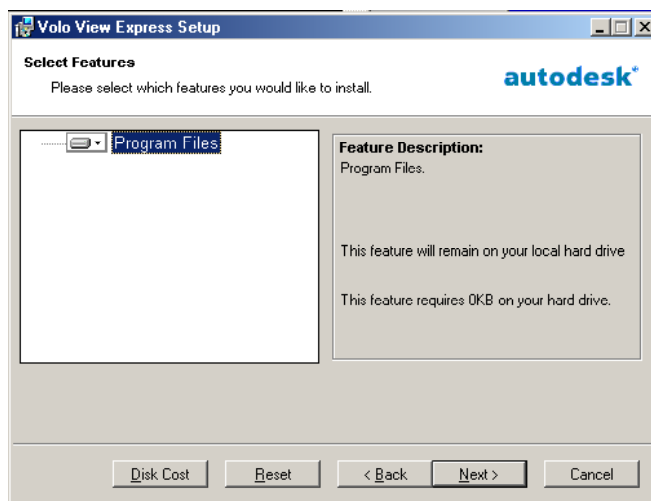 Volo View Express Setup
Select Features
Please select which features you would like to install.
autodesk
Program Files
Feature Description:
Program Files.
This feature will remain on your local hard drive
This feature requires 0KB on your hard drive.
Disk Cost
Reset
< Back
Next >
Cancel